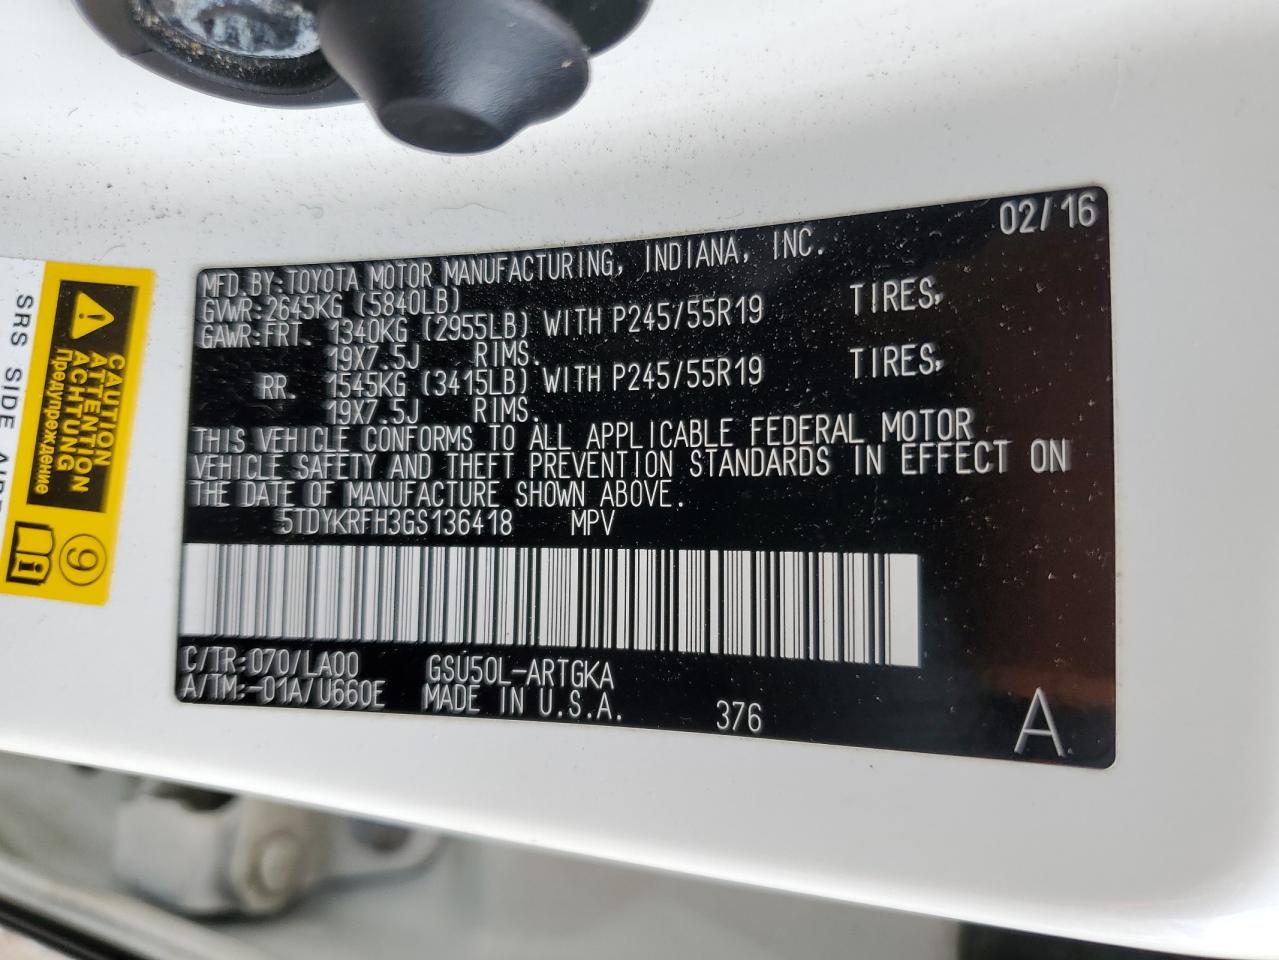 02/16
MFD.BY:TOYOTA MOTOR MANUFACTURING, INDIANA, INC.
GVWR:2645KG (5840LB)
GAWR:FRT. 1340KG (2955LB) WITH P245/55R19 TIRES,
19X7.5J RIMS.
RR. 1545KG (3415LB) WITH P245/55R19 TIRES,
19X7.5J RIMS.
THIS VEHICLE CONFORMS TO ALL APPLICABLE FEDERAL MOTOR
VEHICLE SAFETY AND THEFT PREVENTION STANDARDS IN EFFECT ON
THE DATE OF MANUFACTURE SHOWN ABOVE.
5TDYKRFH3GS136418 MPV
C/TR:070/LA00 GSU50L-ARTGKA
A/TM:-01A/U660E MADE IN U.S.A. 376
A
CAUTION
ATTENTION
ACHTUNG
Предупреждение
9
i
SRS SIDE